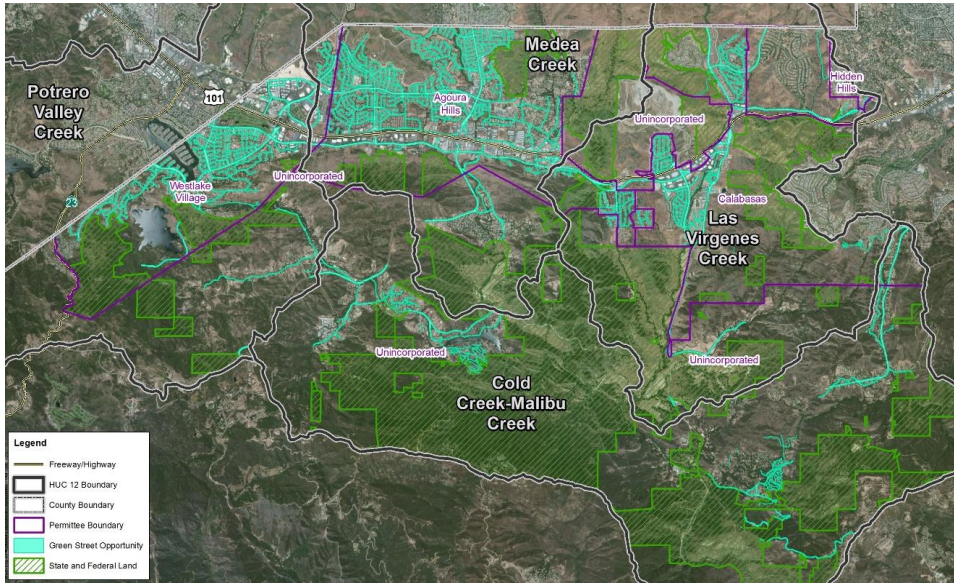 Medea
Creek
Potrero
Valley
Creek
101
Hidden
Hills
Agoura
Hills
Unincorporated
Unincorporated
Westlake
Village
23
Calabasas
Las
Virgenes
Creek
Unincorporated
Unincorporated
Cold
Creek-Malibu
Creek
Legend
Freeway/Highway
HUC 12 Boundary
County Boundary
Permittee Boundary
Green Street Opportunity
State and Federal Land